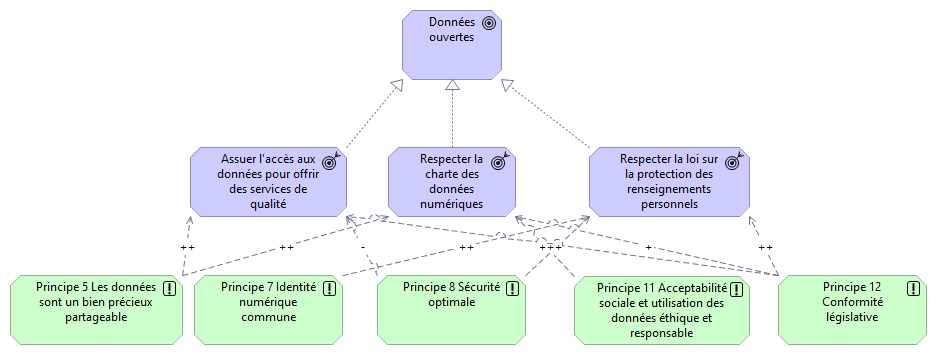 Données
ouvertes
Assuer l'accès aux
données pour offrir
des services de
qualité
Respecter la
charte des
données
numériques
Respecter la loi sur
la protection des
renseignements
personnels
++
++
-
++
+++
+
++
Principe 5 Les données
sont un bien précieux
partageable
Principe 7 Identité
numérique
commune
Principe 8 Sécurité
optimale
Principe 11 Acceptabilité
sociale et utilisation des
données éthique et
responsable
Principe 12
Conformité
législative